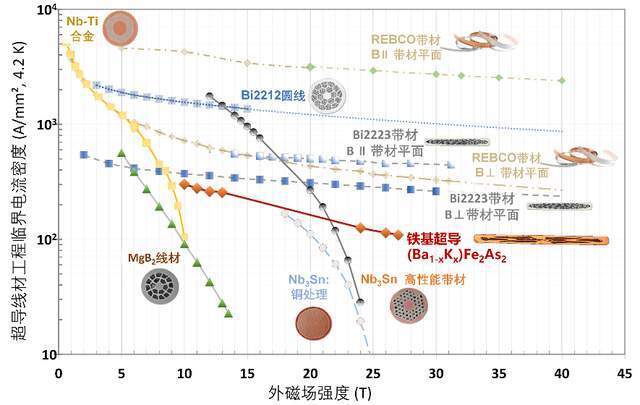 超导线材工程临界电流密度 (A/mm², 4.2 K)
10⁴
10³
10²
10
Nb-Ti
合金
REBCO带材
B∥ 带材平面
Bi2212圆线
Bi2223带材
B ∥ 带材平面
REBCO带材
B⊥ 带材平面
Bi2223带材
B⊥带材平面
铁基超导
(Ba₁₋ₓKₓ)Fe₂As₂
MgB₂线材
Nb₃Sn:
铜处理
Nb₃Sn 高性能带材
0 5 10 15 20 25 30 35 40 45
外磁场强度 (T)